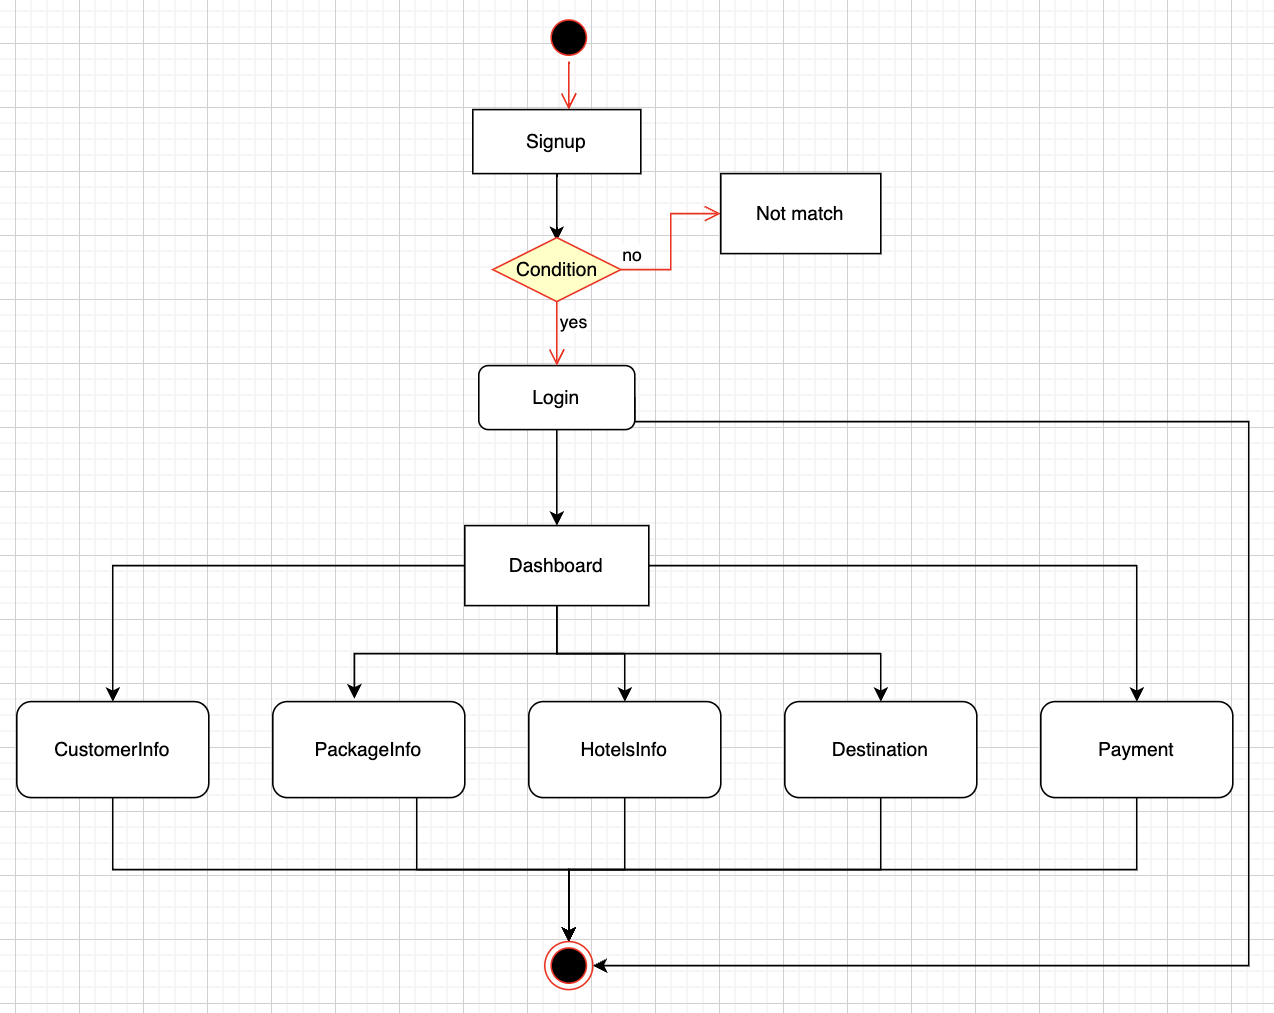 Signup
Not match
no
Condition
yes
Login
Dashboard
CustomerInfo
PackageInfo
HotelsInfo
Destination
Payment